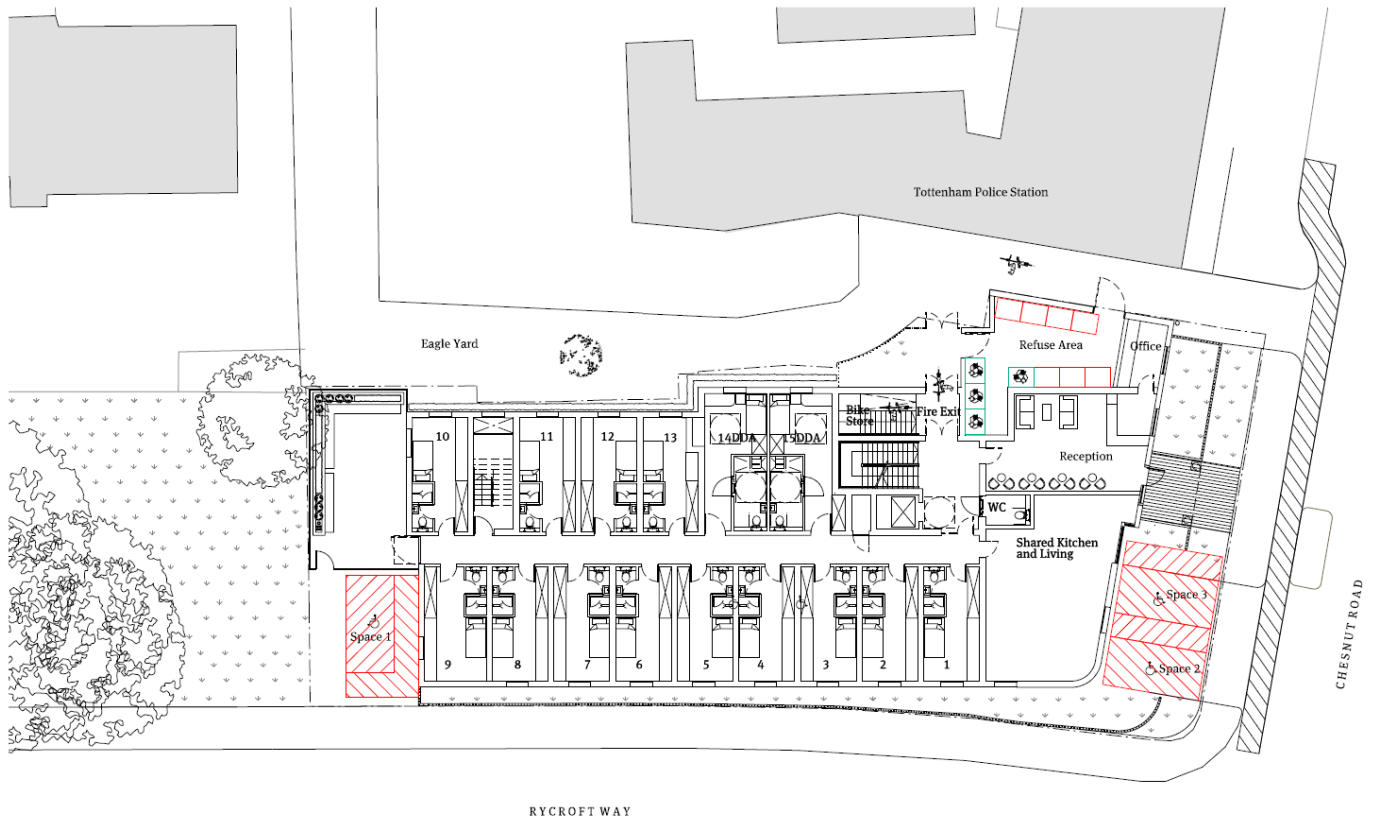 Tottenham Police Station
Eagle Yard
Refuse Area
Office
Bike
Store
Fire Exit
10
11
12
13
14DDA
15DDA
Reception
WC
Shared Kitchen
and Living
Space 3
Space 1
Space 2
9
8
7
6
5
4
3
2
1
CHESNUT ROAD
RYCROFT WAY